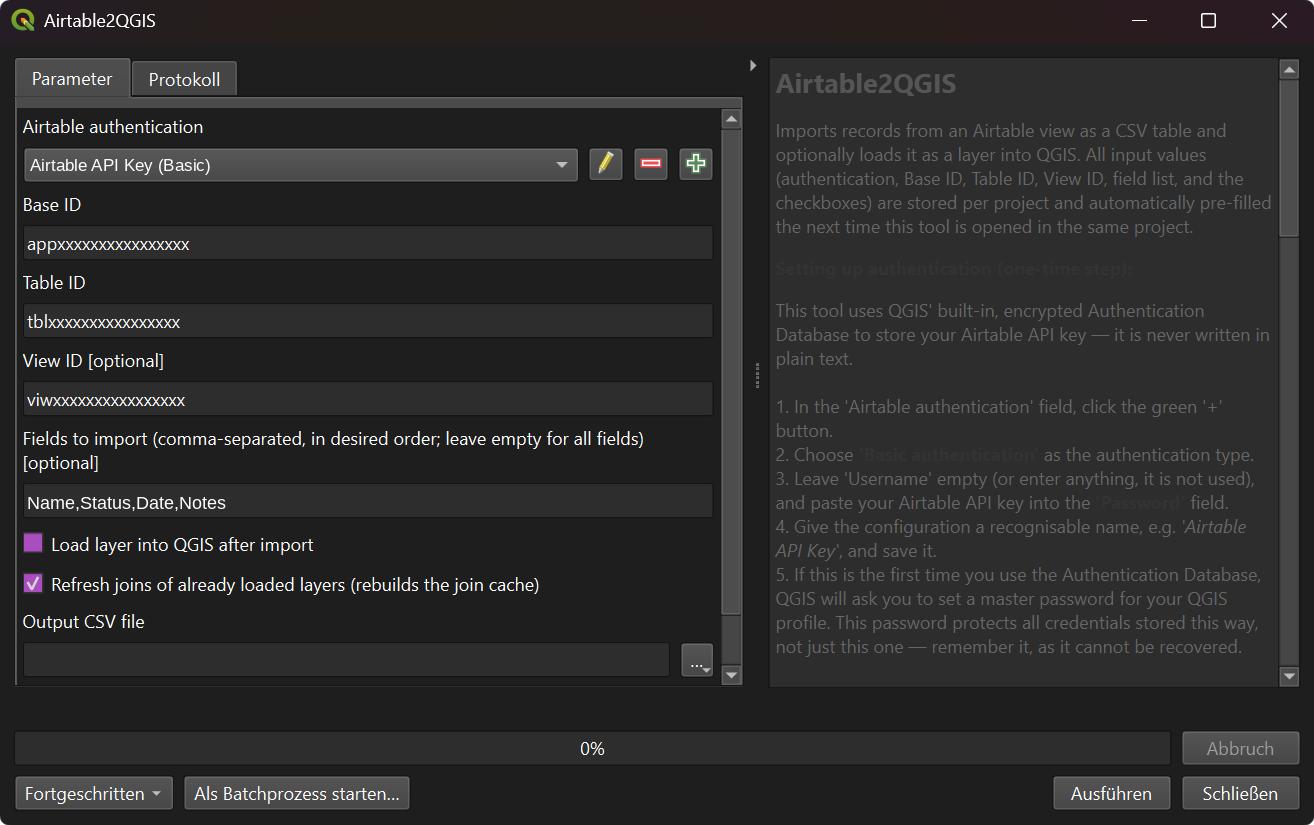 Airtable2QGIS
Parameter
Protokoll
Airtable authentication
Airtable API Key (Basic)
Base ID
appxxxxxxxxxxxxxxxx
Table ID
tblxxxxxxxxxxxxxxxx
View ID [optional]
viwxxxxxxxxxxxxxxxx
Fields to import (comma-separated, in desired order; leave empty for all fields)
[optional]
Name,Status,Date,Notes
Load layer into QGIS after import
Refresh joins of already loaded layers (rebuilds the join cache)
Output CSV file
...
Airtable2QGIS
Imports records from an Airtable view as a CSV table and
optionally loads it as a layer into QGIS. All input values
(authentication, Base ID, Table ID, View ID, field list, and the
checkboxes) are stored per project and automatically pre-filled
the next time this tool is opened in the same project.
Setting up authentication (one-time step):
This tool uses QGIS' built-in, encrypted Authentication
Database to store your Airtable API key — it is never written in
plain text.
1. In the 'Airtable authentication' field, click the green '+'
button.
2. Choose 'Basic authentication' as the authentication type.
3. Leave 'Username' empty (or enter anything, it is not used),
and paste your Airtable API key into the 'Password' field.
4. Give the configuration a recognisable name, e.g. 'Airtable
API Key', and save it.
5. If this is the first time you use the Authentication Database,
QGIS will ask you to set a master password for your QGIS
profile. This password protects all credentials stored this way,
not just this one — remember it, as it cannot be recovered.
0%
Abbruch
Fortgeschritten
Als Batchprozess starten...
Ausführen
Schließen